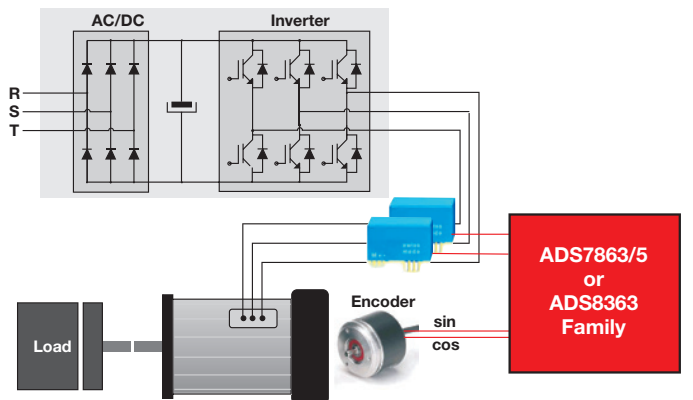 AC/DC
Inverter
R
S
T
ADS7863/5
or
ADS8363
Family
Encoder
sin
cos
Load